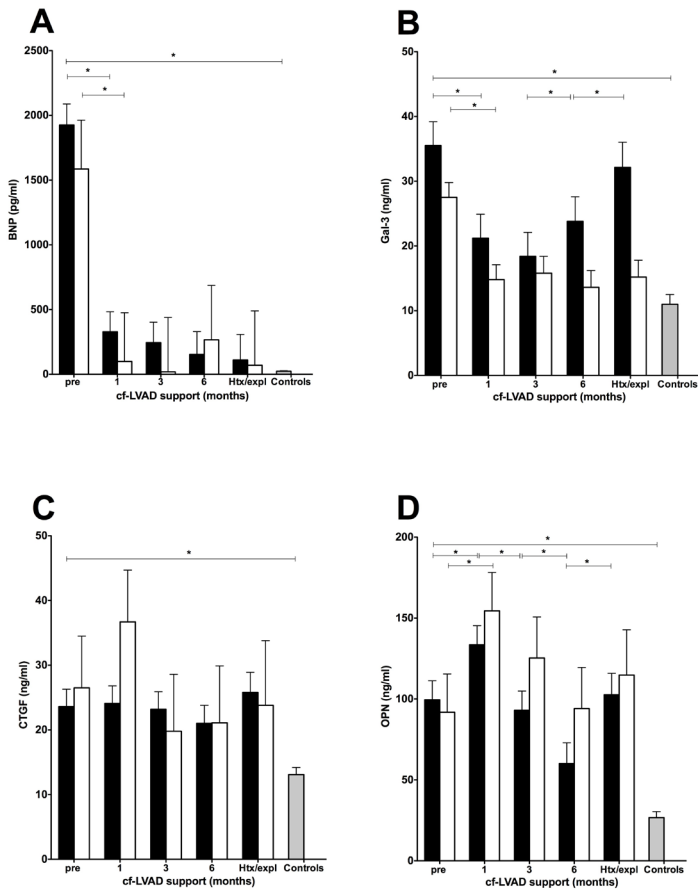 A
2500
2000
1500
1000
500
0
BNP
(pg/ml)
*
*
*
pre 1 3 6 Htx/expl Controls
cf-LVAD support (months)
B
50
40
30
20
10
0
Gal-3 (ng/ml)
*
*
*
*
*
pre 1 3 6 Htx/expl Controls
cf-LVAD support (months)
C
50
40
30
20
10
0
CTGF
(ng/ml)
*
pre 1 3 6 Htx/expl Controls
cf-LVAD support (months)
D
200
150
100
50
0
OPN (ng/ml)
*
*
*
*
*
*
pre 1 3 6 Htx/expl Controls
cf-LVAD support (months)